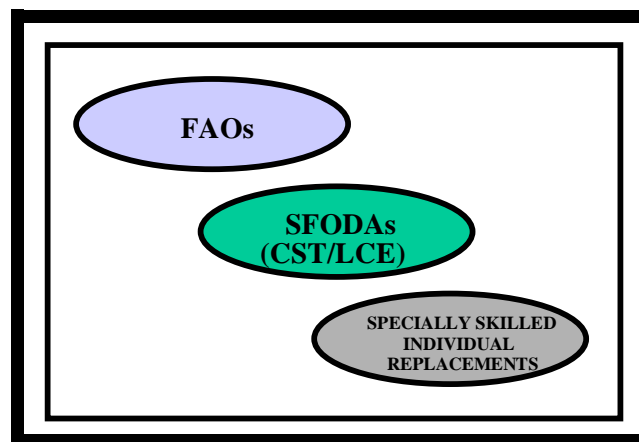 FAOs
SFODAs
(CST/LCE)
SPECIALLY SKILLED
INDIVIDUAL
REPLACEMENTS